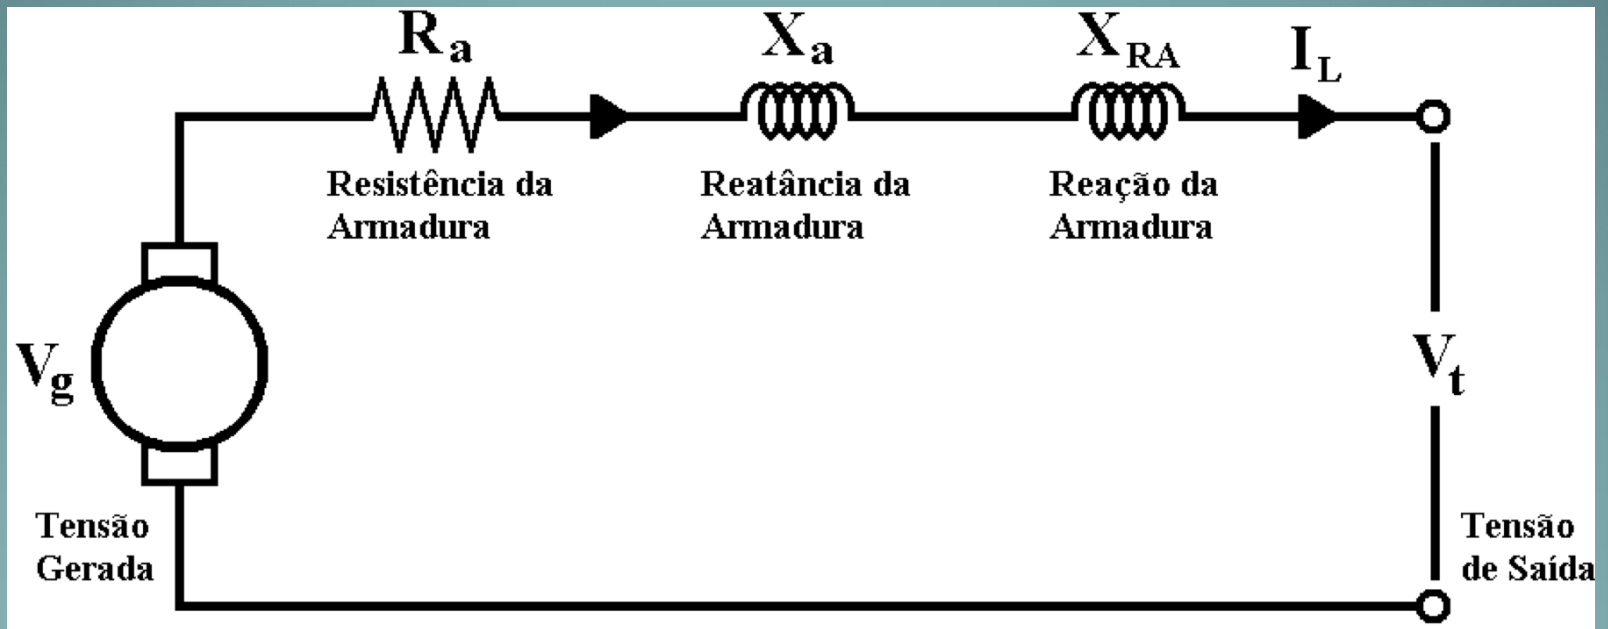 Ra
Xa
XRA
IL
Resistência da
Armadura
Reatância da
Armadura
Reação da
Armadura
Vg
Vt
Tensão
Gerada
Tensão
de Saída